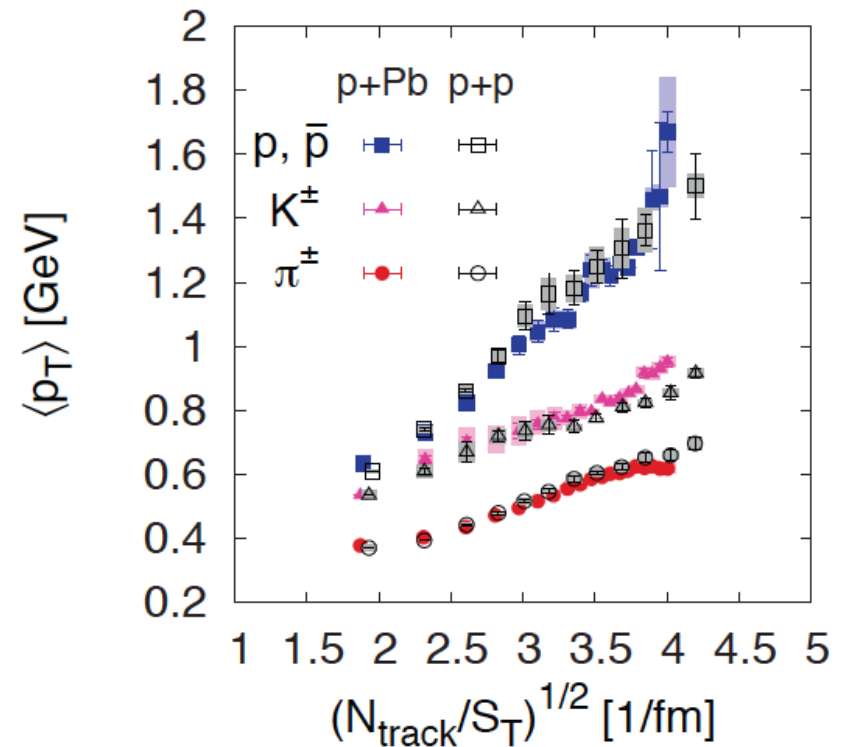 2
1.8
1.6
1.4
1.2
1
0.8
0.6
0.4
0.2
⟨p_T⟩ [GeV]
p+Pb p+p
p, p̄
K±
π±
1 1.5 2 2.5 3 3.5 4 4.5 5
(N_track/S_T)^1/2 [1/fm]